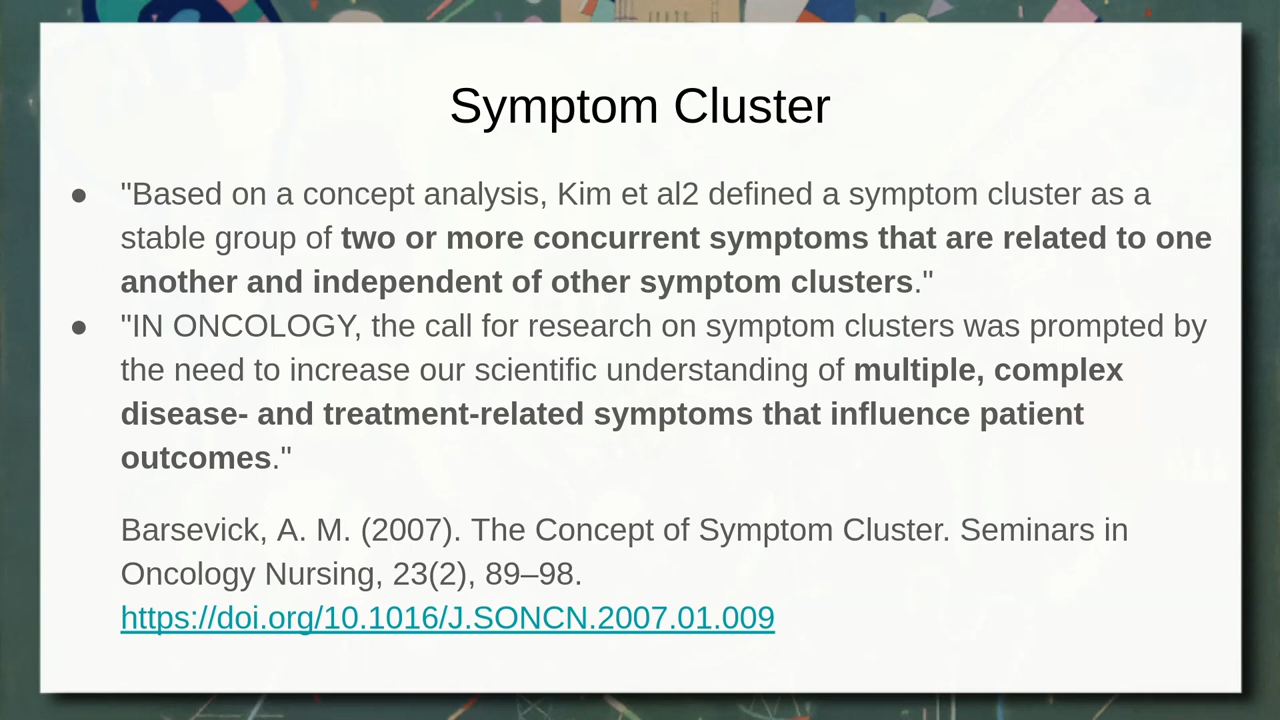 Symptom Cluster
● "Based on a concept analysis, Kim et al2 defined a symptom cluster as a
stable group of two or more concurrent symptoms that are related to one
another and independent of other symptom clusters."
● "IN ONCOLOGY, the call for research on symptom clusters was prompted by
the need to increase our scientific understanding of multiple, complex
disease- and treatment-related symptoms that influence patient
outcomes."
Barsevick, A. M. (2007). The Concept of Symptom Cluster. Seminars in
Oncology Nursing, 23(2), 89–98.
https://doi.org/10.1016/J.SONCN.2007.01.009